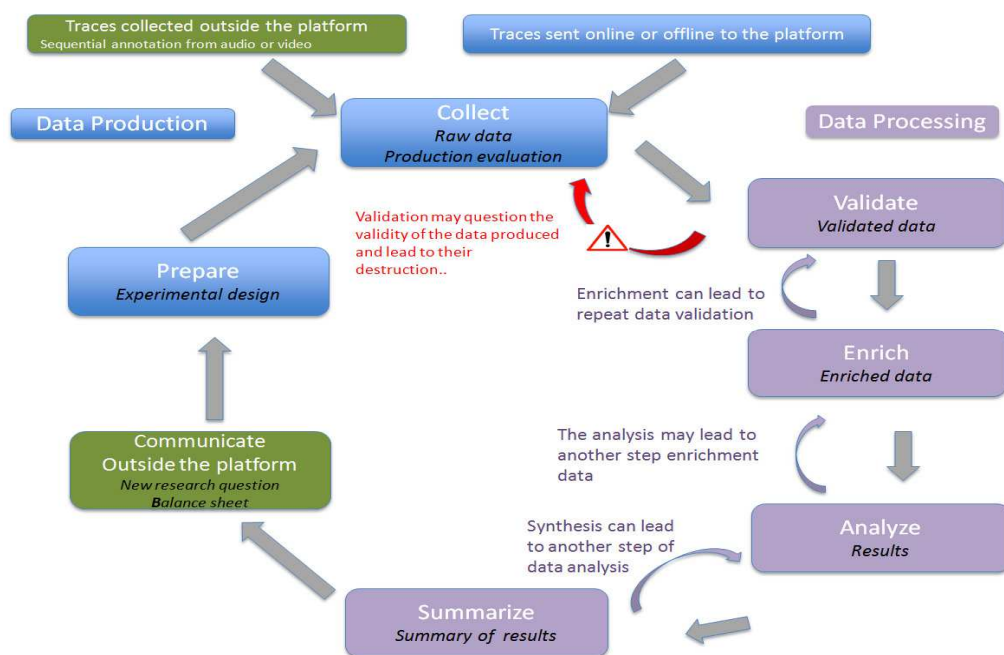 Traces collected outside the platform
Sequential annotation from audio or video
Traces sent online or offline to the platform
Data Production
Collect
Raw data
Production evaluation
Data Processing
Validation may question the
validity of the data produced
and lead to their
destruction..
!
Validate
Validated data
Prepare
Experimental design
Enrichment can lead to
repeat data validation
Enrich
Enriched data
Communicate
Outside the platform
New research question
Balance sheet
The analysis may lead to
another step enrichment
data
Synthesis can lead
to another step of
data analysis
Analyze
Results
Summarize
Summary of results